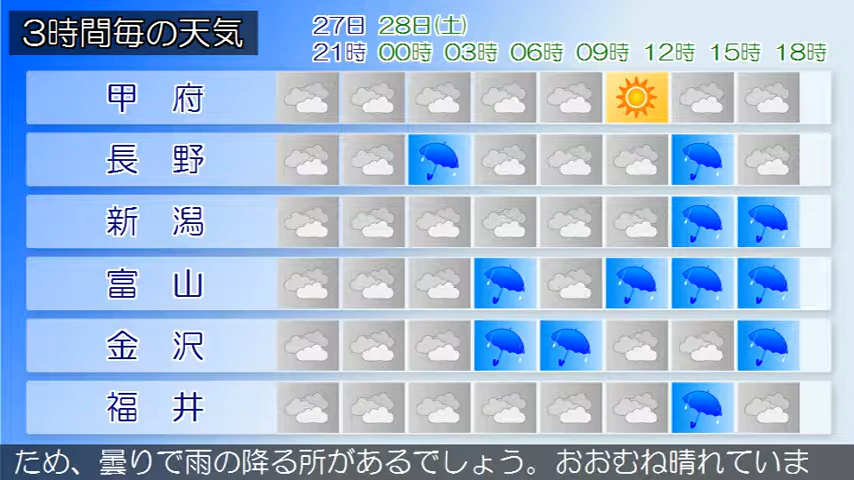 3時間毎の天気
27日 28日(土)
21時 00時 03時 06時 09時 12時 15時 18時
甲府
長野
新潟
富山
金沢
福井
ため、曇りで雨の降る所があるでしょう。おおむね晴れていま